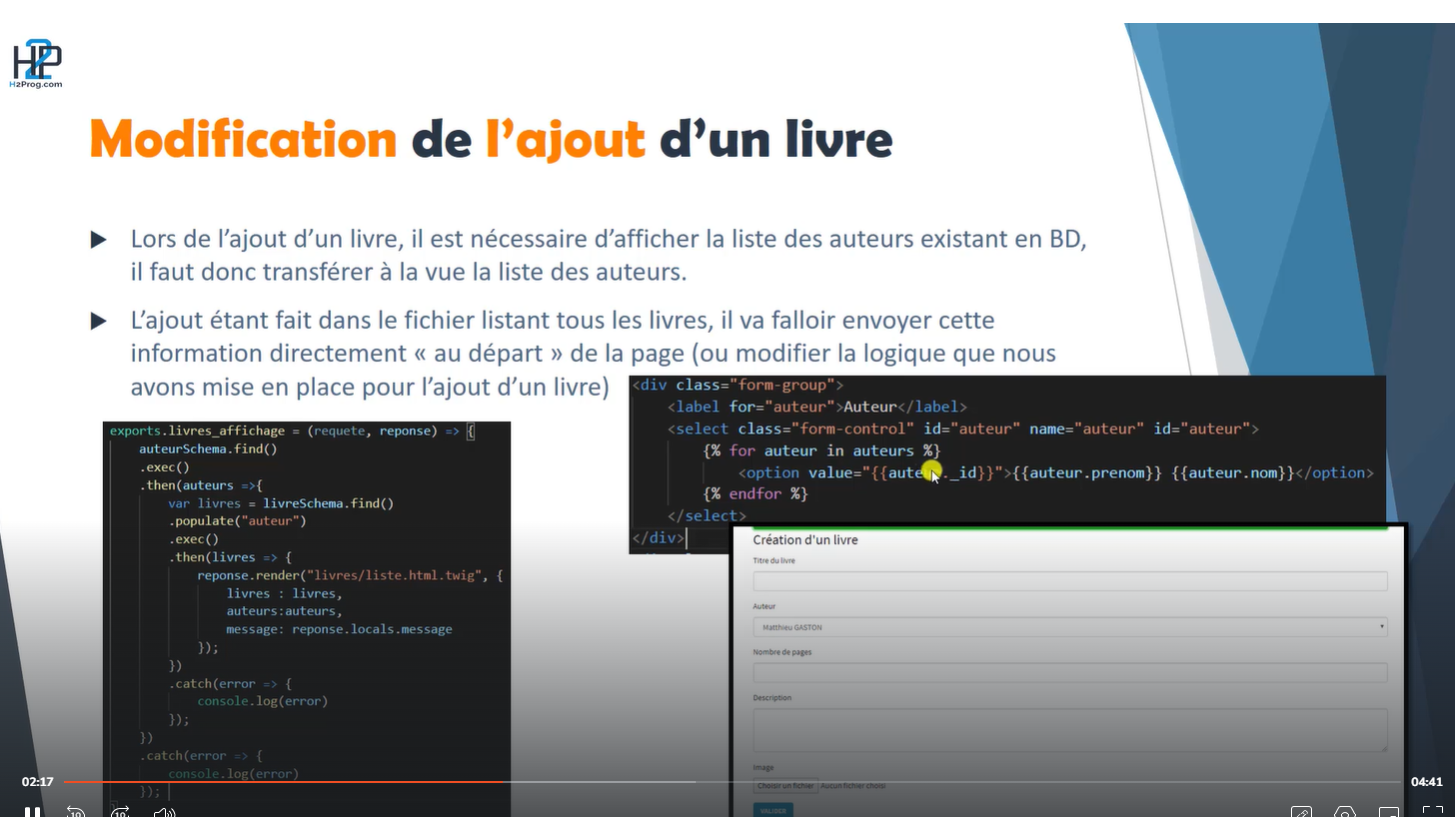 H2P
H2Prog.com
Modification de l’ajout d’un livre
Lors de l’ajout d’un livre, il est nécessaire d’afficher la liste des auteurs existant en BD,
il faut donc transférer à la vue la liste des auteurs.
L’ajout étant fait dans le fichier listant tous les livres, il va falloir envoyer cette
information directement « au départ » de la page (ou modifier la logique que nous
avons mise en place pour l’ajout d’un livre)
exports.livres_affichage = (requete, reponse) => {
auteurSchema.find()
.exec()
.then(auteurs =>{
var livres = livreSchema.find()
.populate("auteur")
.exec()
.then(livres => {
reponse.render("livres/liste.html.twig", {
livres : livres,
auteurs:auteurs,
message: reponse.locals.message
});
})
.catch(error => {
console.log(error)
});
})
.catch(error => {
console.log(error)
});
<div class="form-group">
<label for="auteur">Auteur</label>
<select class="form-control" id="auteur" name="auteur" id="auteur">
{% for auteur in auteurs %}
<option value="{{aute ._id}}">{{auteur.prenom}} {{auteur.nom}}</option>
{% endfor %}
</select>
</div>
Création d'un livre
Titre du livre
Auteur
Matthieu GASTON
Nombre de pages
Description
Image
Choisir un fichier Aucun fichier choisi
VALIDER
02:17
04:41
10
10